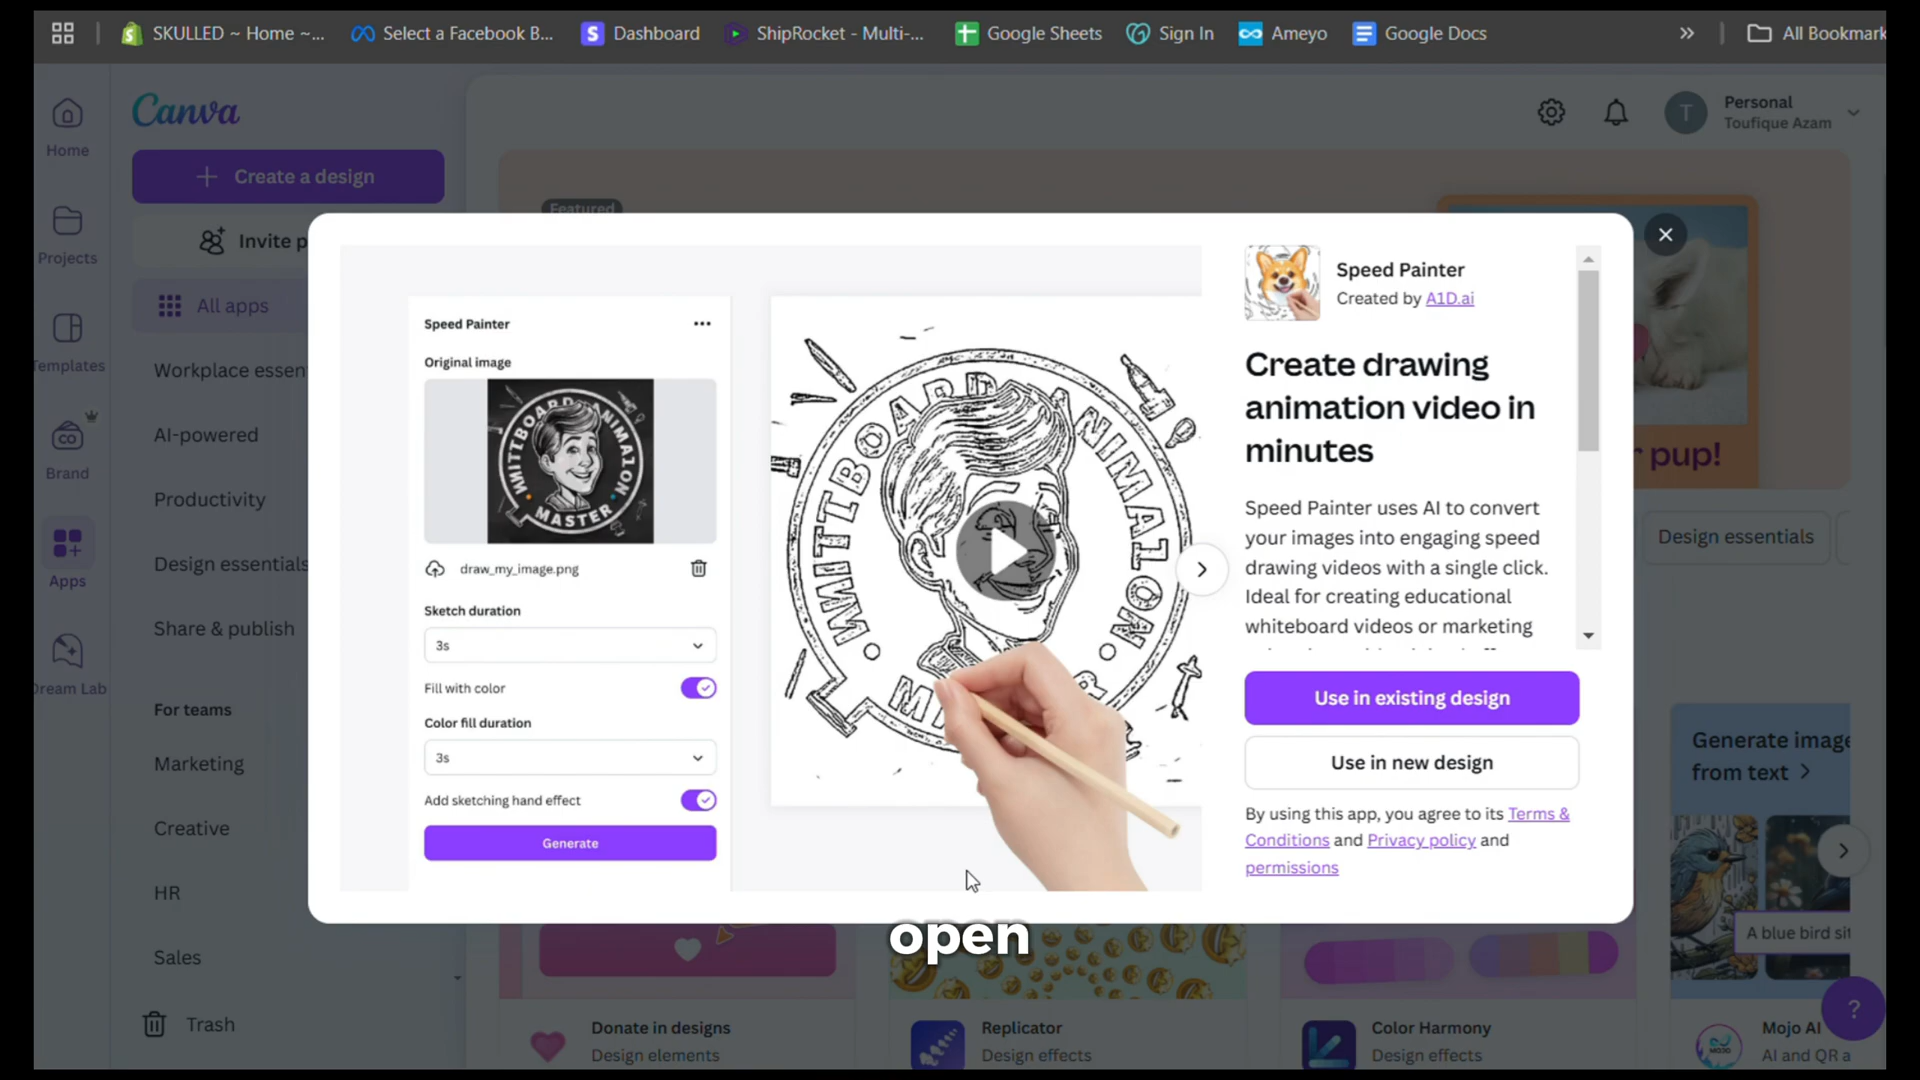 SKULLED ~ Home ~...
Select a Facebook B...
Dashboard
ShipRocket - Multi-...
Google Sheets
Sign In
Ameyo
Google Docs
All Bookmark
Home
Projects
Templates
Brand
Apps
Dream Lab
Canva
Create a design
Invite p
All apps
Workplace essen
AI-powered
Productivity
Design essentials
Share & publish
For teams
Marketing
Creative
HR
Sales
Trash
T
Personal
Toufique Azam
Featured
r pup!
Design essentials
Speed Painter
Original image
WHITTBOARD ANIMALON
MASTER
draw_my_image.png
Sketch duration
3s
Fill with color
Color fill duration
3s
Add sketching hand effect
Generate
WHITTBOARD ANIMALON
Speed Painter
Created by A1D.ai
Create drawing
animation video in
minutes
Speed Painter uses AI to convert
your images into engaging speed
drawing videos with a single click.
Ideal for creating educational
whiteboard videos or marketing
Use in existing design
Use in new design
By using this app, you agree to its Terms &
Conditions and Privacy policy and
permissions
Generate image
from text
A blue bird sit
open
Donate in designs
Design elements
Replicator
Design effects
Color Harmony
Design effects
MOJO
Mojo AI
AI and QR a
?